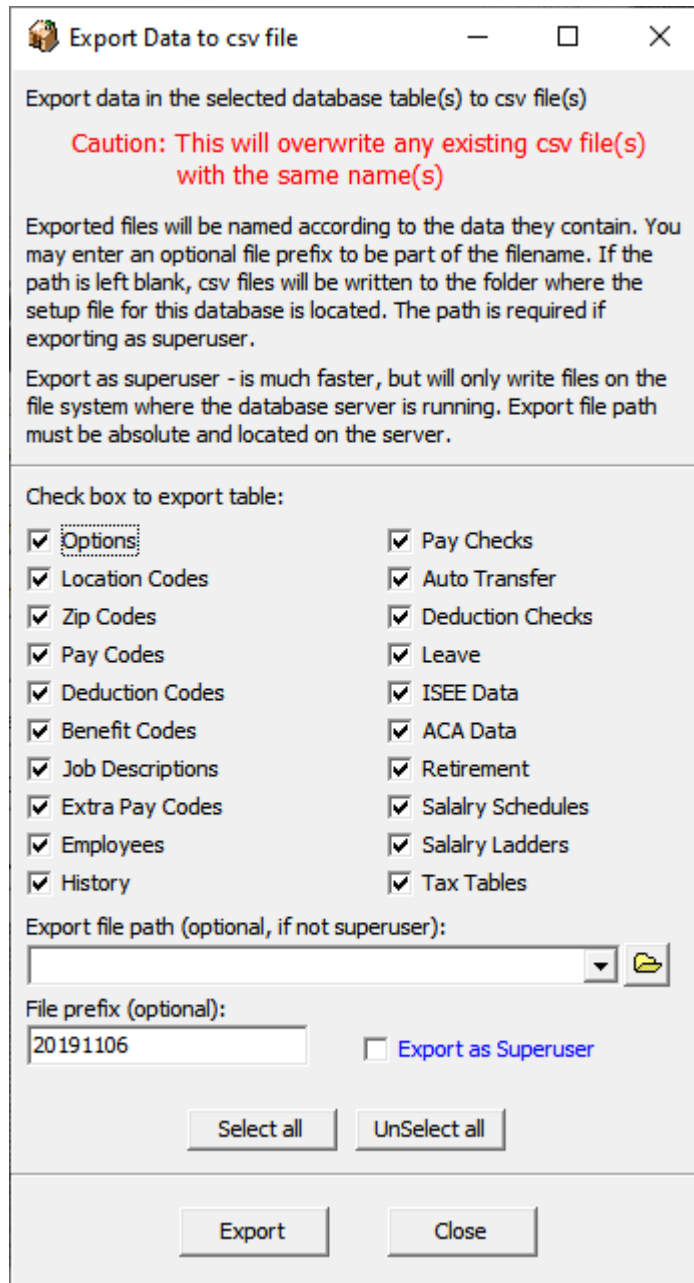 Export Data to csv file
Export data in the selected database table(s) to csv file(s)
Caution: This will overwrite any existing csv file(s)
with the same name(s)
Exported files will be named according to the data they contain. You
may enter an optional file prefix to be part of the filename. If the
path is left blank, csv files will be written to the folder where the
setup file for this database is located. The path is required if
exporting as superuser.
Export as superuser - is much faster, but will only write files on the
file system where the database server is running. Export file path
must be absolute and located on the server.
Check box to export table:
Options
Location Codes
Zip Codes
Pay Codes
Deduction Codes
Benefit Codes
Job Descriptions
Extra Pay Codes
Employees
History
Pay Checks
Auto Transfer
Deduction Checks
Leave
ISEE Data
ACA Data
Retirement
Salalry Schedules
Salalry Ladders
Tax Tables
Export file path (optional, if not superuser):
File prefix (optional):
20191106
Export as Superuser
Select all
UnSelect all
Export
Close